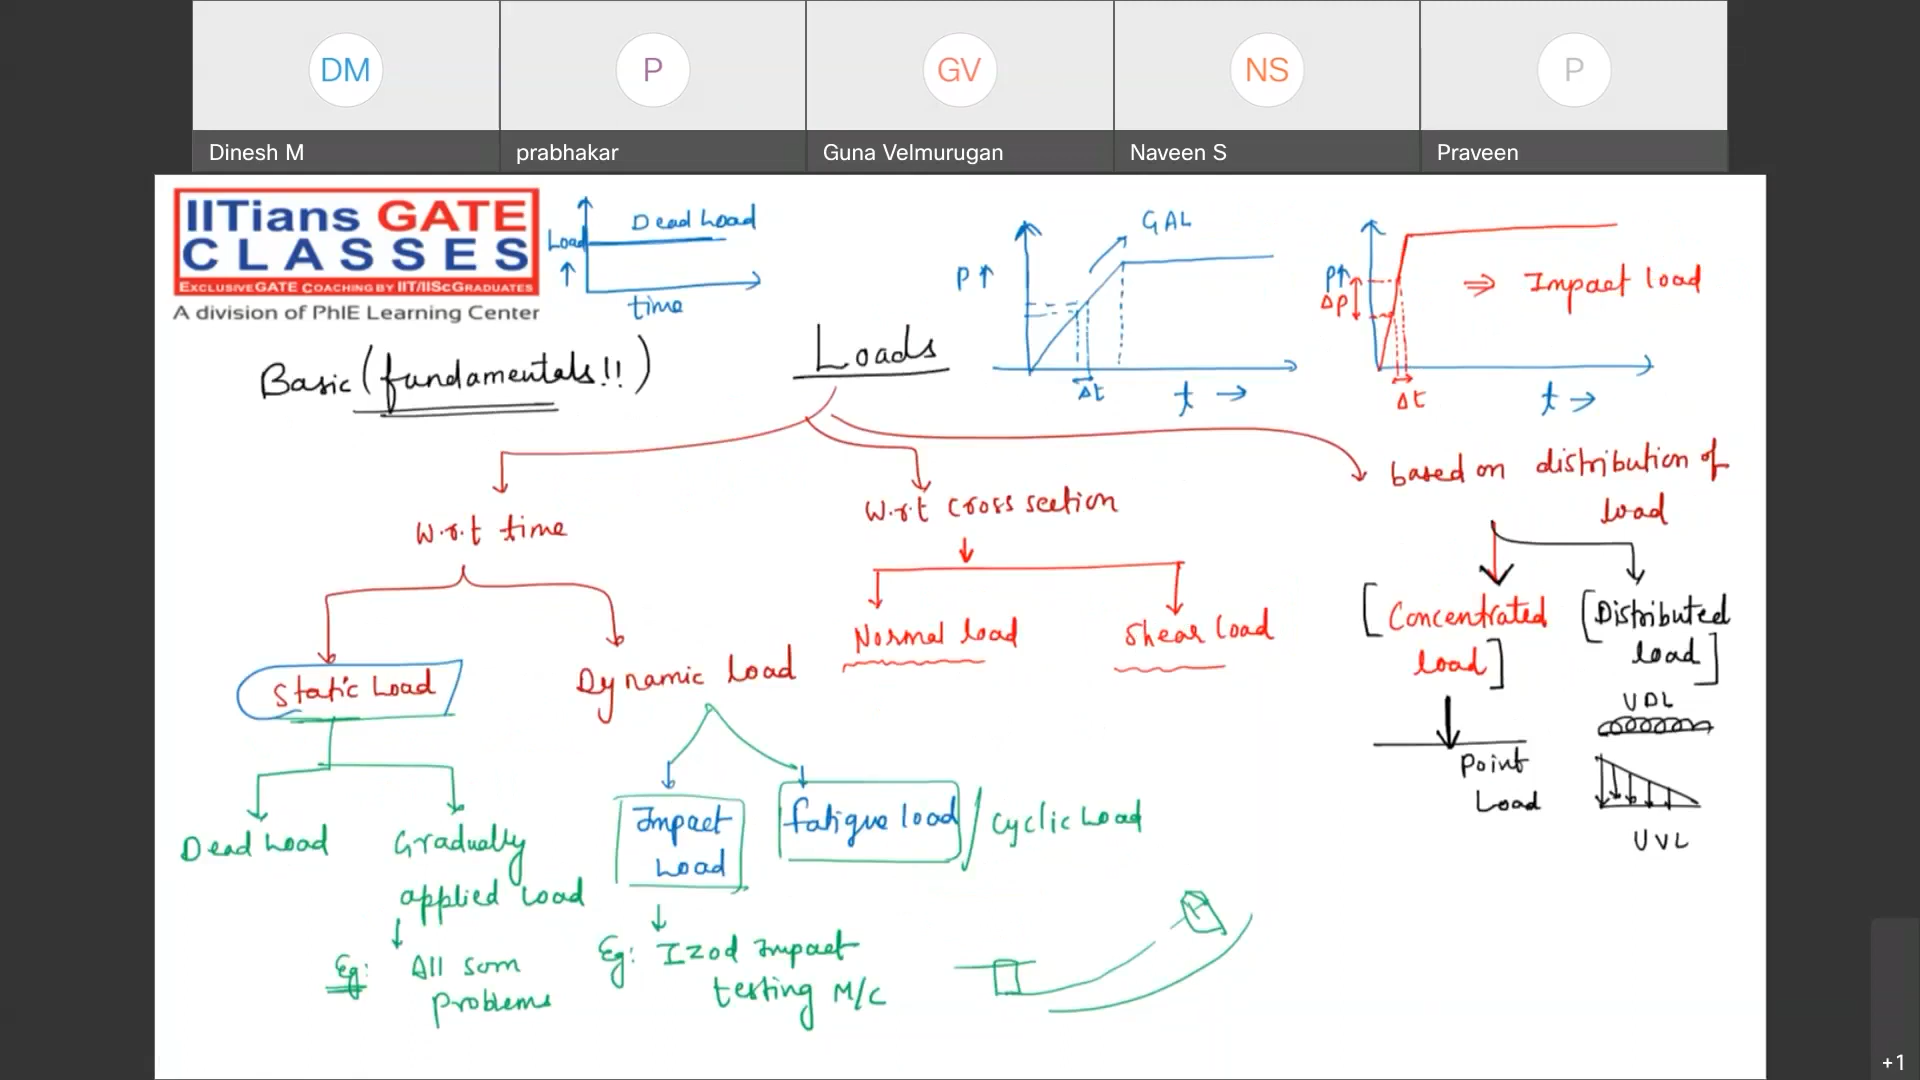 DM
P
GV
NS
P
Dinesh M
prabhakar
Guna Velmurugan
Naveen S
Praveen
IITians GATE
CLASSES
EXCLUSIVE GATE COACHING BY IIT/IISC GRADUATES
A division of PhIE Learning Center
Load
Dead Load
time
P↑
GAL
Δt
t →
P↑
ΔP
⇒ Impact load
Δt
t →
Basic (fundamentals!!)
Loads
w.r.t time
w.r.t cross section
based on distribution of
load
Static Load
Dynamic Load
Normal load
Shear Load
[Concentrated
load]
[Distributed
load]
UDL
Point
Load
UVL
Dead Load
Gradually
applied Load
Impact
Load
fatigue load / Cyclic Load
Eg: All som
problems
Eg: Izod Impact
testing M/C
+1